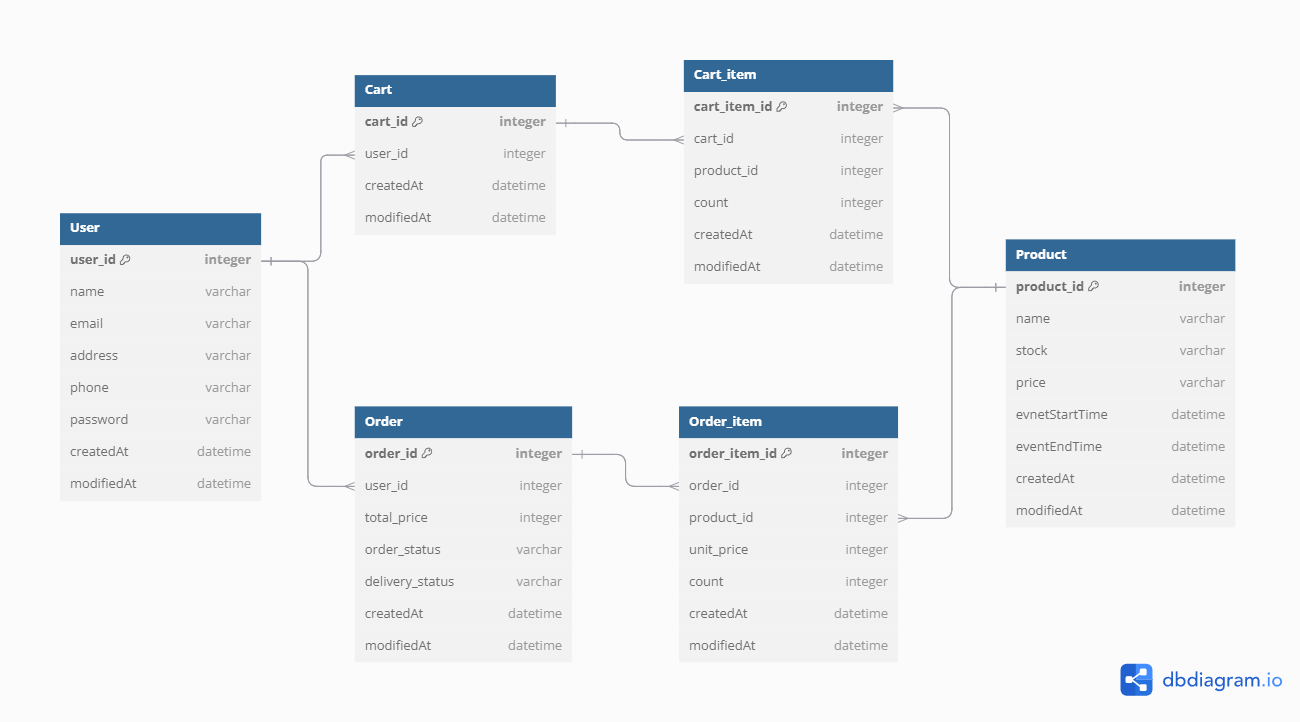 Cart
cart_id integer
user_id integer
createdAt datetime
modifiedAt datetime
Cart_item
cart_item_id integer
cart_id integer
product_id integer
count integer
createdAt datetime
modifiedAt datetime
User
user_id integer
name varchar
email varchar
address varchar
phone varchar
password varchar
createdAt datetime
modifiedAt datetime
Product
product_id integer
name varchar
stock varchar
price varchar
evnetStartTime datetime
eventEndTime datetime
createdAt datetime
modifiedAt datetime
Order
order_id integer
user_id integer
total_price integer
order_status varchar
delivery_status varchar
createdAt datetime
modifiedAt datetime
Order_item
order_item_id integer
order_id integer
product_id integer
unit_price integer
count integer
createdAt datetime
modifiedAt datetime
dbdiagram.io